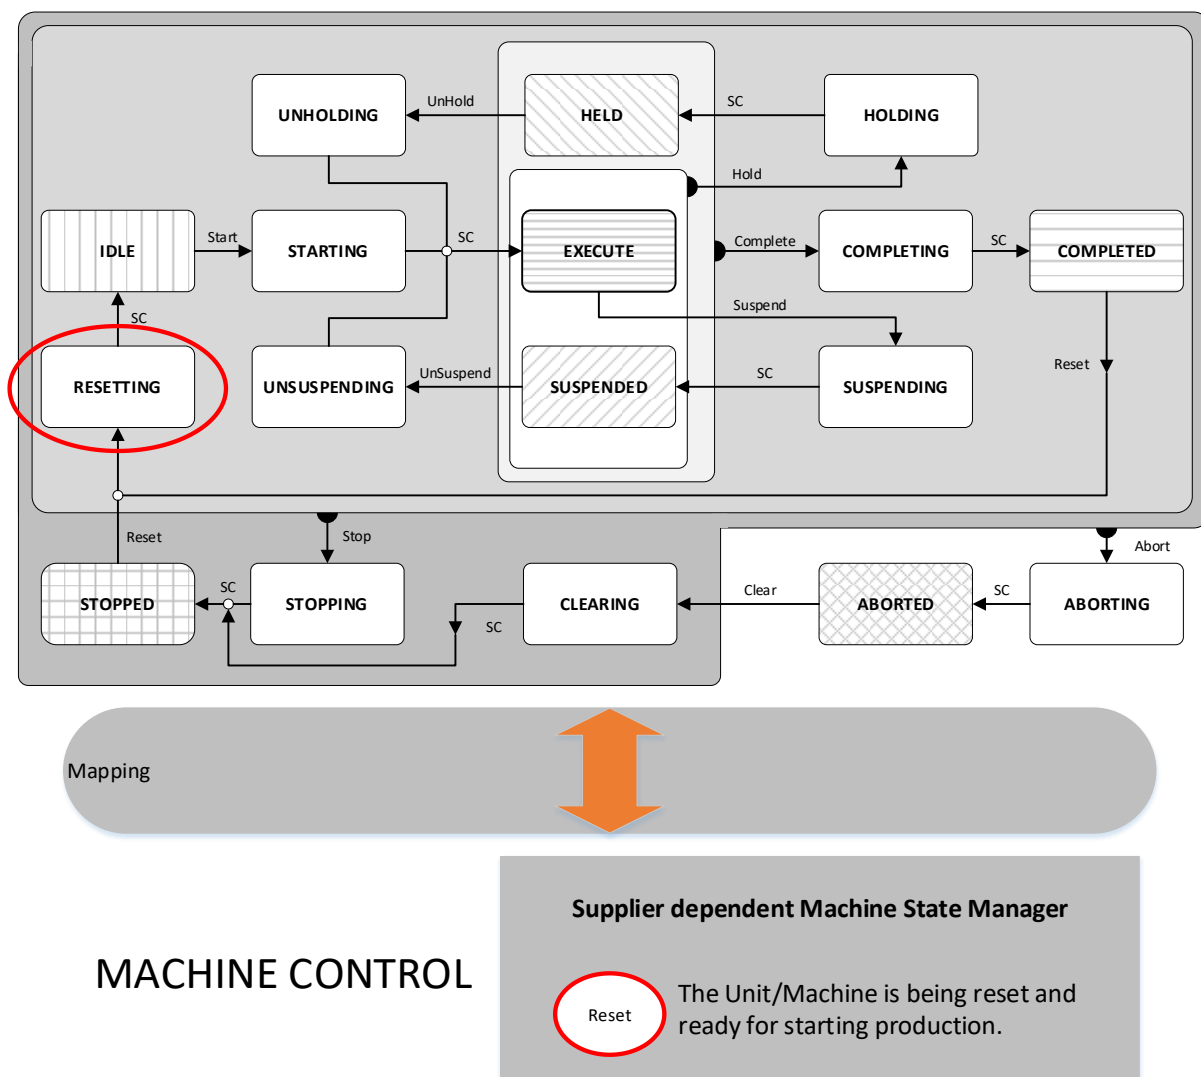 UNHOLDING
UnHold
HELD
SC
HOLDING
Hold
IDLE
Start
STARTING
SC
EXECUTE
Complete
COMPLETING
SC
COMPLETED
SC
Suspend
RESETTING
UNSUSPENDING
UnSuspend
SUSPENDED
SC
SUSPENDING
Reset
Reset
Stop
Abort
STOPPED
SC
STOPPING
SC
CLEARING
Clear
ABORTED
SC
ABORTING
Mapping
Supplier dependent Machine State Manager
MACHINE CONTROL
Reset
The Unit/Machine is being reset and
ready for starting production.